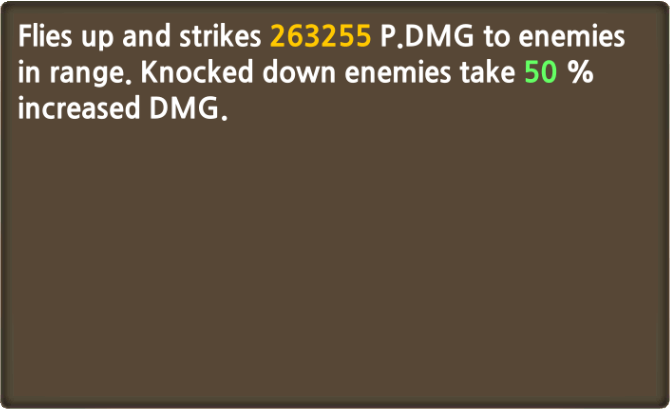 Flies up and strikes 263255 P.DMG to enemies
in range. Knocked down enemies take 50 %
increased DMG.